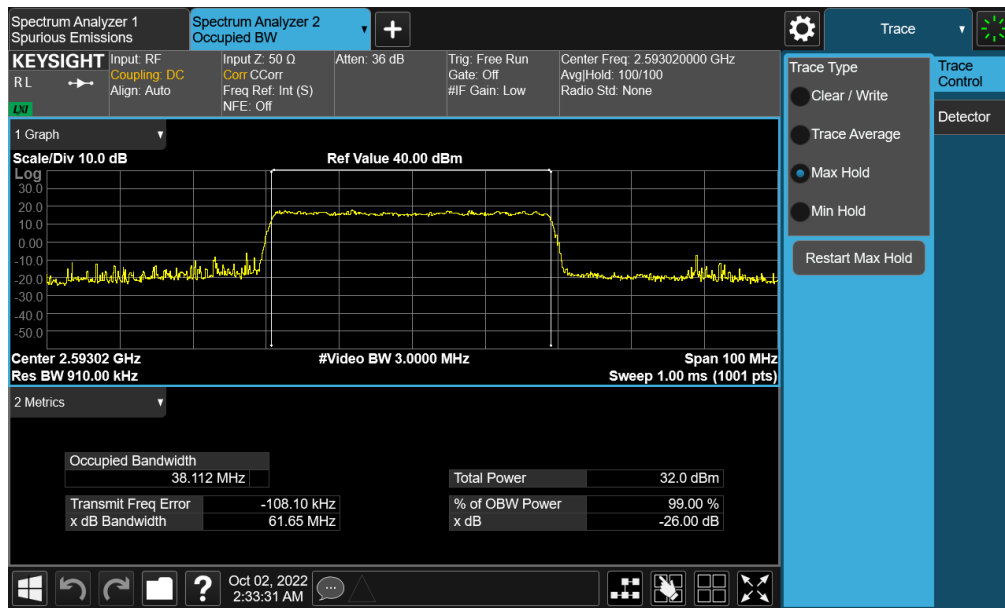 Spectrum Analyzer 1
Spurious Emissions
Spectrum Analyzer 2
Occupied BW
Trace
KEYSIGHT
R L
LXI
Input: RF
Coupling: DC
Align: Auto
Input Z: 50 Ω
Corr CCorr
Freq Ref: Int (S)
NFE: Off
Atten: 36 dB
Trig: Free Run
Gate: Off
#IF Gain: Low
Center Freq: 2.593020000 GHz
Avg|Hold: 100/100
Radio Std: None
Trace Type
Clear / Write
Trace Average
Max Hold
Min Hold
Restart Max Hold
Trace
Control
Detector
1 Graph
Scale/Div 10.0 dB
Ref Value 40.00 dBm
Log
30.0
20.0
10.0
0.00
-10.0
-20.0
-30.0
-40.0
-50.0
Center 2.59302 GHz
#Video BW 3.0000 MHz
Span 100 MHz
Res BW 910.00 kHz
Sweep 1.00 ms (1001 pts)
2 Metrics
Occupied Bandwidth
38.112 MHz
Total Power 32.0 dBm
Transmit Freq Error -108.10 kHz
% of OBW Power 99.00 %
x dB Bandwidth 61.65 MHz
x dB -26.00 dB
?
Oct 02, 2022
2:33:31 AM